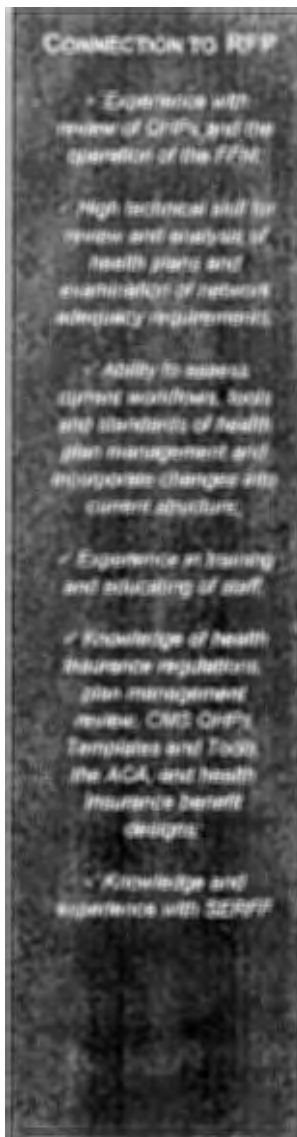 CONNECTION TO RFP
✓ Experience with
review of QHPs and the
operation of the FFM;
✓ High technical skill for
review and analysis of
health plans and
examination of network
adequacy requirements;
✓ Ability to assess
current workflows, tools
and standards of health
plan management and
incorporate changes into
current structure;
✓ Experience in training
and educating of staff;
✓ Knowledge of health
insurance regulations,
plan management
review, CMS QHPs
Templates and Tools,
the ACA, and health
insurance benefit
designs;
✓ Knowledge and
experience with SERFF